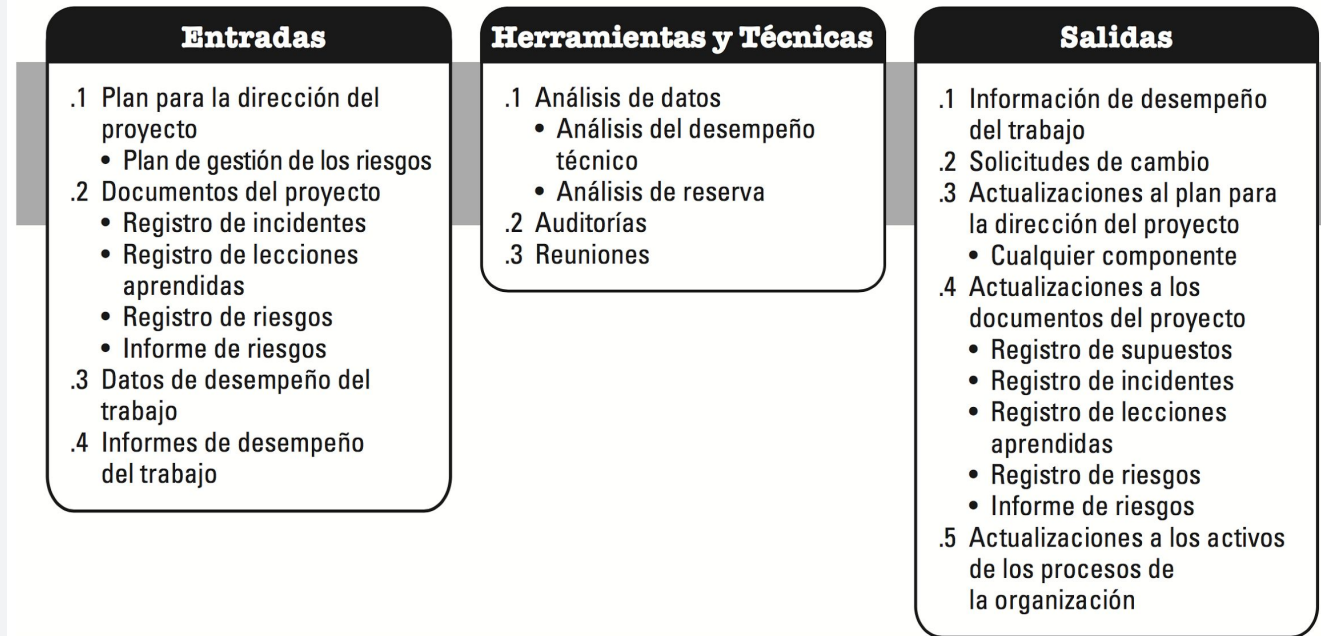 Entradas
.1 Plan para la dirección del
proyecto
• Plan de gestión de los riesgos
.2 Documentos del proyecto
• Registro de incidentes
• Registro de lecciones
aprendidas
• Registro de riesgos
• Informe de riesgos
.3 Datos de desempeño del
trabajo
.4 Informes de desempeño
del trabajo
Herramientas y Técnicas
.1 Análisis de datos
• Análisis del desempeño
técnico
• Análisis de reserva
.2 Auditorías
.3 Reuniones
Salidas
.1 Información de desempeño
del trabajo
.2 Solicitudes de cambio
.3 Actualizaciones al plan para
la dirección del proyecto
• Cualquier componente
.4 Actualizaciones a los
documentos del proyecto
• Registro de supuestos
• Registro de incidentes
• Registro de lecciones
aprendidas
• Registro de riesgos
• Informe de riesgos
.5 Actualizaciones a los activos
de los procesos de
la organización